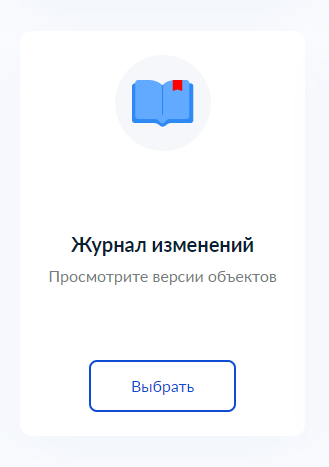 Журнал изменений
Просмотрите версии объектов
Выбрать